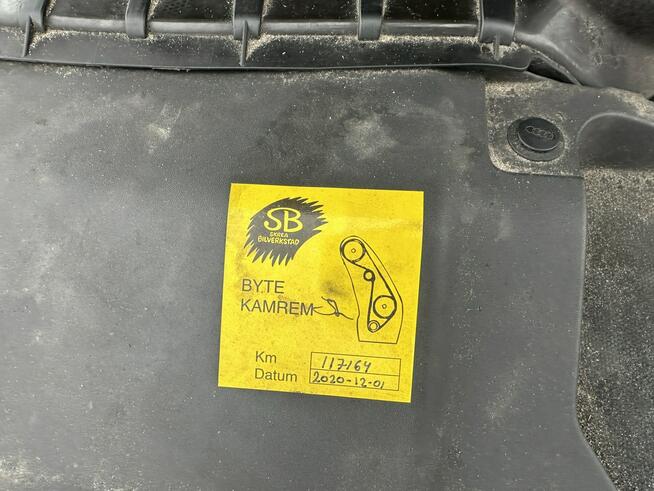 SB
SKREA
BILVERKSTAD
BYTE
KAMREM
Km 117164
Datum 2020-12-01